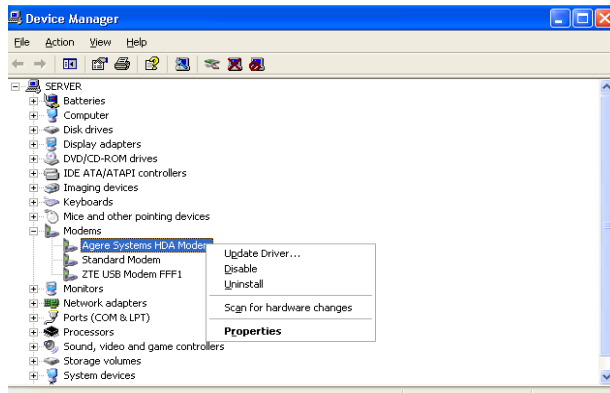 Device Manager
File Action View Help
SERVER
Batteries
Computer
Disk drives
Display adapters
DVD/CD-ROM drives
IDE ATA/ATAPI controllers
Imaging devices
Keyboards
Mice and other pointing devices
Modems
Agere Systems HDA Modem
Standard Modem
ZTE USB Modem FFF1
Monitors
Network adapters
Ports (COM & LPT)
Processors
Sound, video and game controllers
Storage volumes
System devices
Update Driver...
Disable
Uninstall
Scan for hardware changes
Properties